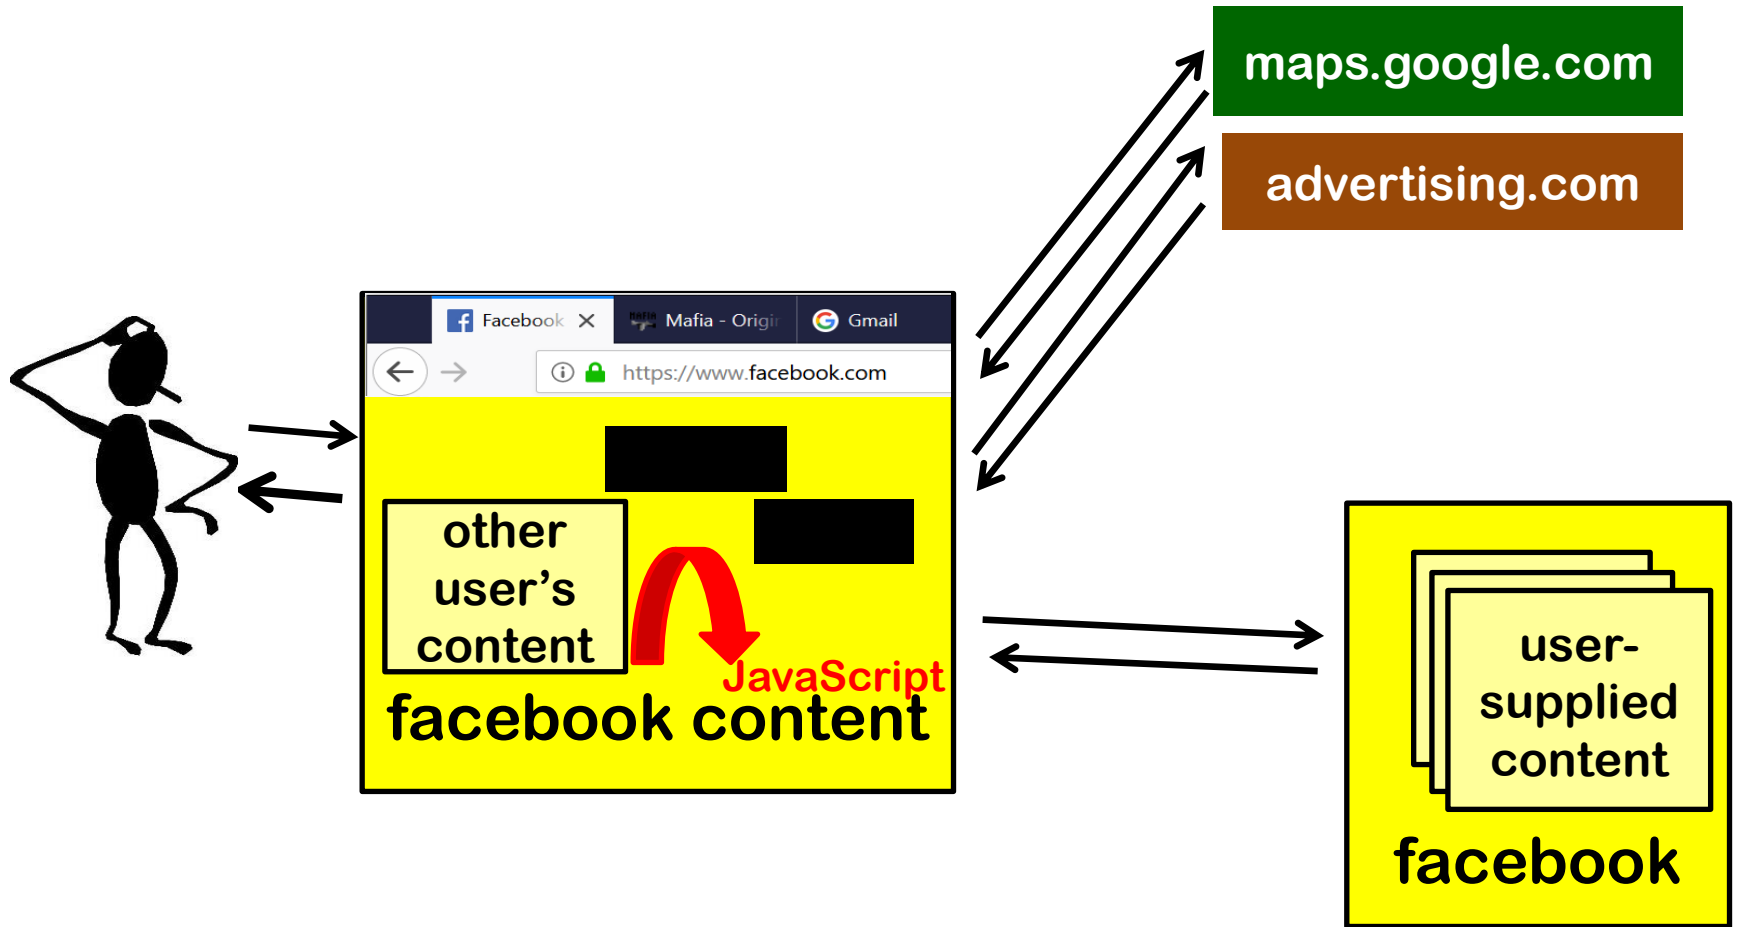 maps.google.com
advertising.com
Facebook
Mafia - Origin
Gmail
https://www.facebook.com
other
user’s
content
JavaScript
facebook content
user-
supplied
content
facebook